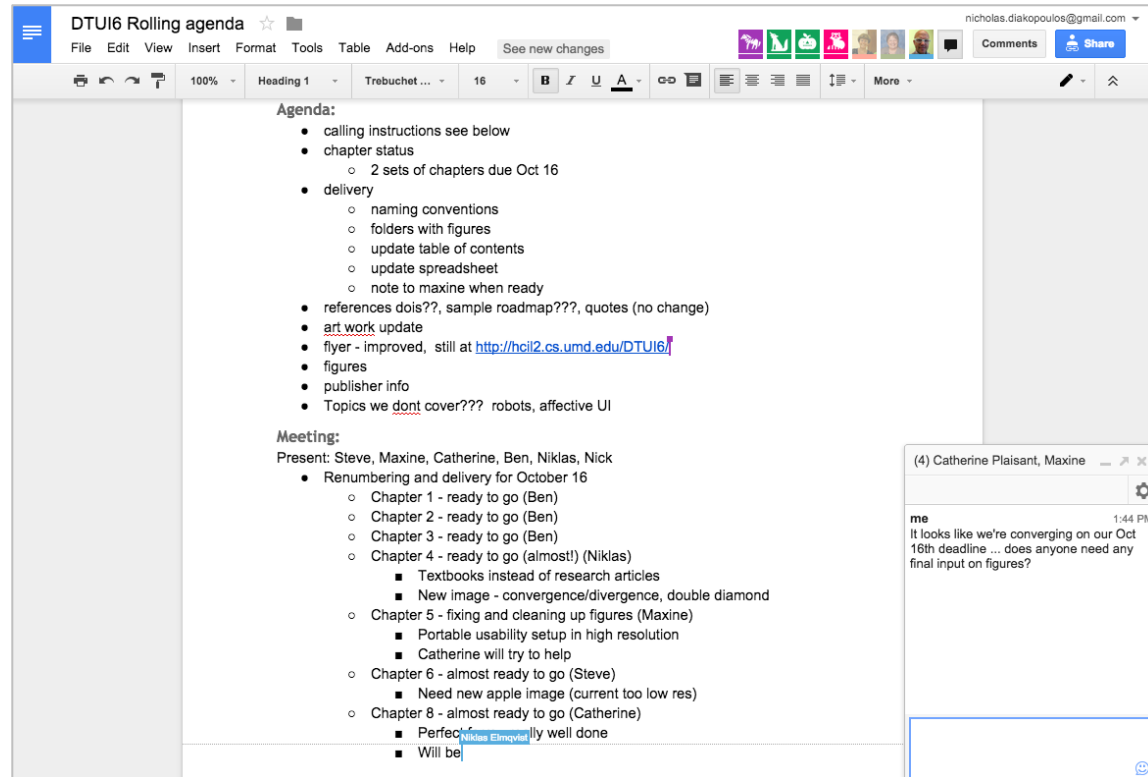 DTUI6 Rolling agenda
nicholas.diakopoulos@gmail.com
File Edit View Insert Format Tools Table Add-ons Help See new changes
Comments
Share
100% Heading 1 Trebuchet ... 16 B I U A More
Agenda:
● calling instructions see below
● chapter status
○ 2 sets of chapters due Oct 16
● delivery
○ naming conventions
○ folders with figures
○ update table of contents
○ update spreadsheet
○ note to maxine when ready
● references dois??, sample roadmap???, quotes (no change)
● art work update
● flyer - improved, still at http://hcil2.cs.umd.edu/DTUI6/
● figures
● publisher info
● Topics we dont cover??? robots, affective UI
Meeting:
Present: Steve, Maxine, Catherine, Ben, Niklas, Nick
● Renumbering and delivery for October 16
○ Chapter 1 - ready to go (Ben)
○ Chapter 2 - ready to go (Ben)
○ Chapter 3 - ready to go (Ben)
○ Chapter 4 - ready to go (almost!) (Niklas)
■ Textbooks instead of research articles
■ New image - convergence/divergence, double diamond
○ Chapter 5 - fixing and cleaning up figures (Maxine)
■ Portable usability setup in high resolution
■ Catherine will try to help
○ Chapter 6 - almost ready to go (Steve)
■ Need new apple image (current too low res)
○ Chapter 8 - almost ready to go (Catherine)
■ well done
Niklas Elmqvist
■ Will be
(4) Catherine Plaisant, Maxine
me 1:44 PM
It looks like we're converging on our Oct
16th deadline ... does anyone need any
final input on figures?